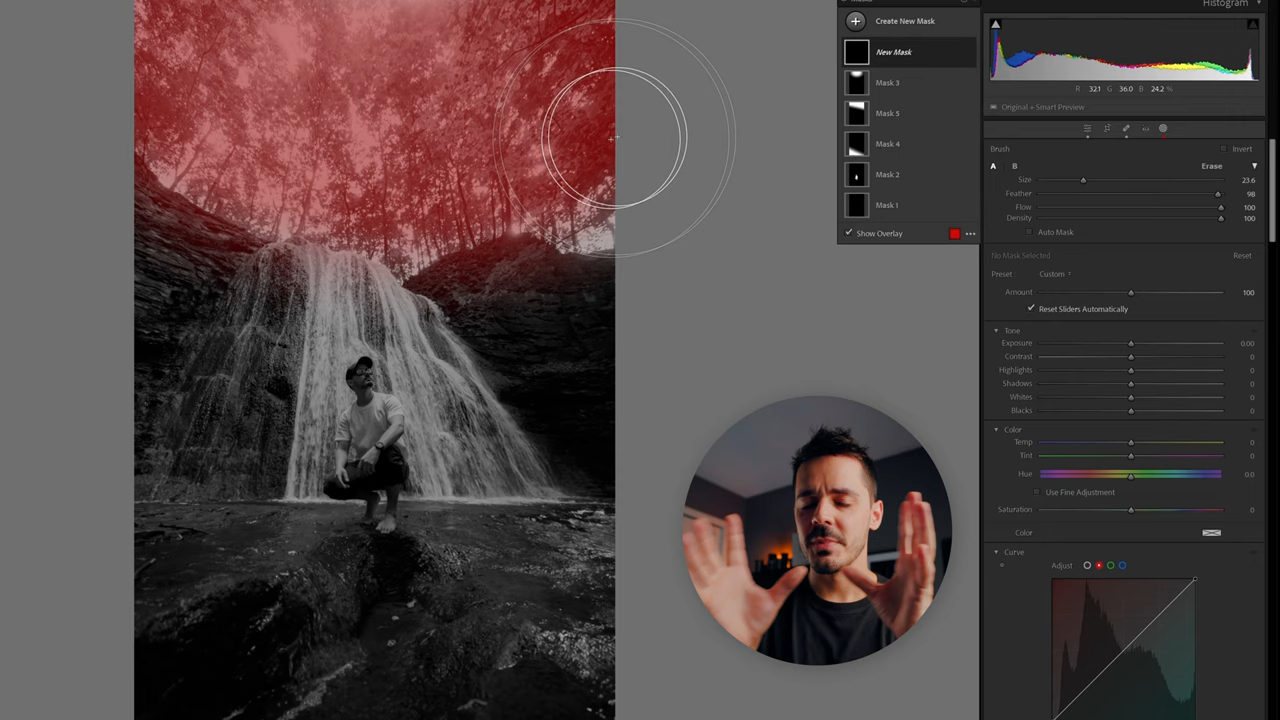 Histogram
Create New Mask
New Mask
Mask 3
Mask 5
Mask 4
Mask 2
Mask 1
Show Overlay
R 32.1 G 36.0 B 24.2 %
Original + Smart Preview
Brush Invert
A B Erase
Size 23.6
Feather 98
Flow 100
Density 100
Auto Mask
No Mask Selected Reset
Preset: Custom
Amount 100
Reset Sliders Automatically
Tone
Exposure 0.00
Contrast 0
Highlights 0
Shadows 0
Whites 0
Blacks 0
Color
Temp 0
Tint 0
Hue 0.0
Use Fine Adjustment
Saturation 0
Color
Curve
Adjust